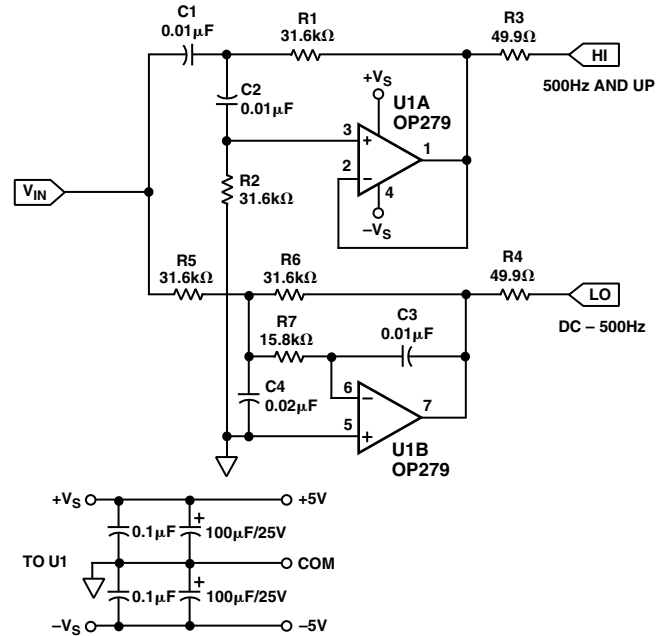 C1
0.01µF
R1
31.6kΩ
R3
49.9Ω
HI
500Hz AND UP
C2
0.01µF
+VS
U1A
OP279
3
+
1
2
−
4
−VS
VIN
R2
31.6kΩ
R5
31.6kΩ
R6
31.6kΩ
R4
49.9Ω
LO
DC – 500Hz
R7
15.8kΩ
C3
0.01µF
C4
0.02µF
6
−
7
5
+
U1B
OP279
+VS
+5V
0.1µF
+
100µF/25V
TO U1
COM
0.1µF
+
100µF/25V
−VS
−5V